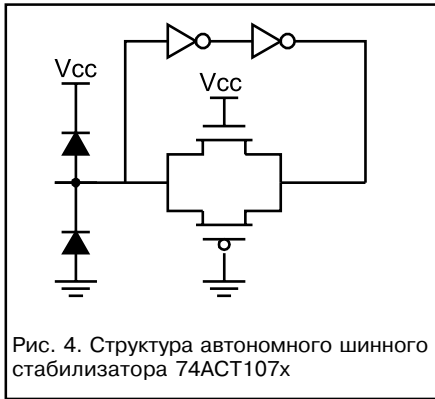 Vcc
Vcc
Рис. 4. Структура автономного шинного
стабилизатора 74ACT107x